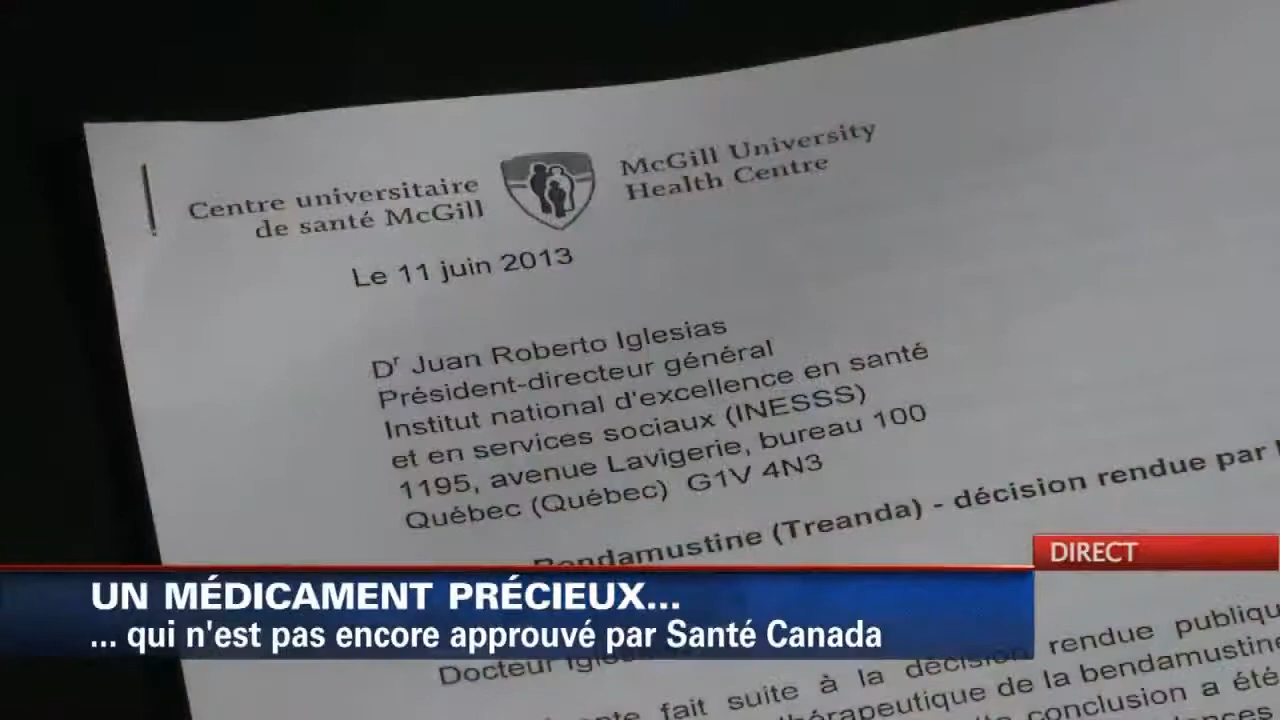 Centre universitaire
de santé McGill
McGill University
Health Centre
Le 11 juin 2013
Dr Juan Roberto Iglesias
Président-directeur général
Institut national d'excellence en santé
et en services sociaux (INESSS)
1195, avenue Lavigerie, bureau 100
Québec (Québec) G1V 4N3
Bendamustine (Treanda) - décision rendue par
DIRECT
UN MÉDICAMENT PRÉCIEUX...
... qui n'est pas encore approuvé par Santé Canada
Docteur
fait suite à la décision rendue
de la bendamustine
conclusion a été